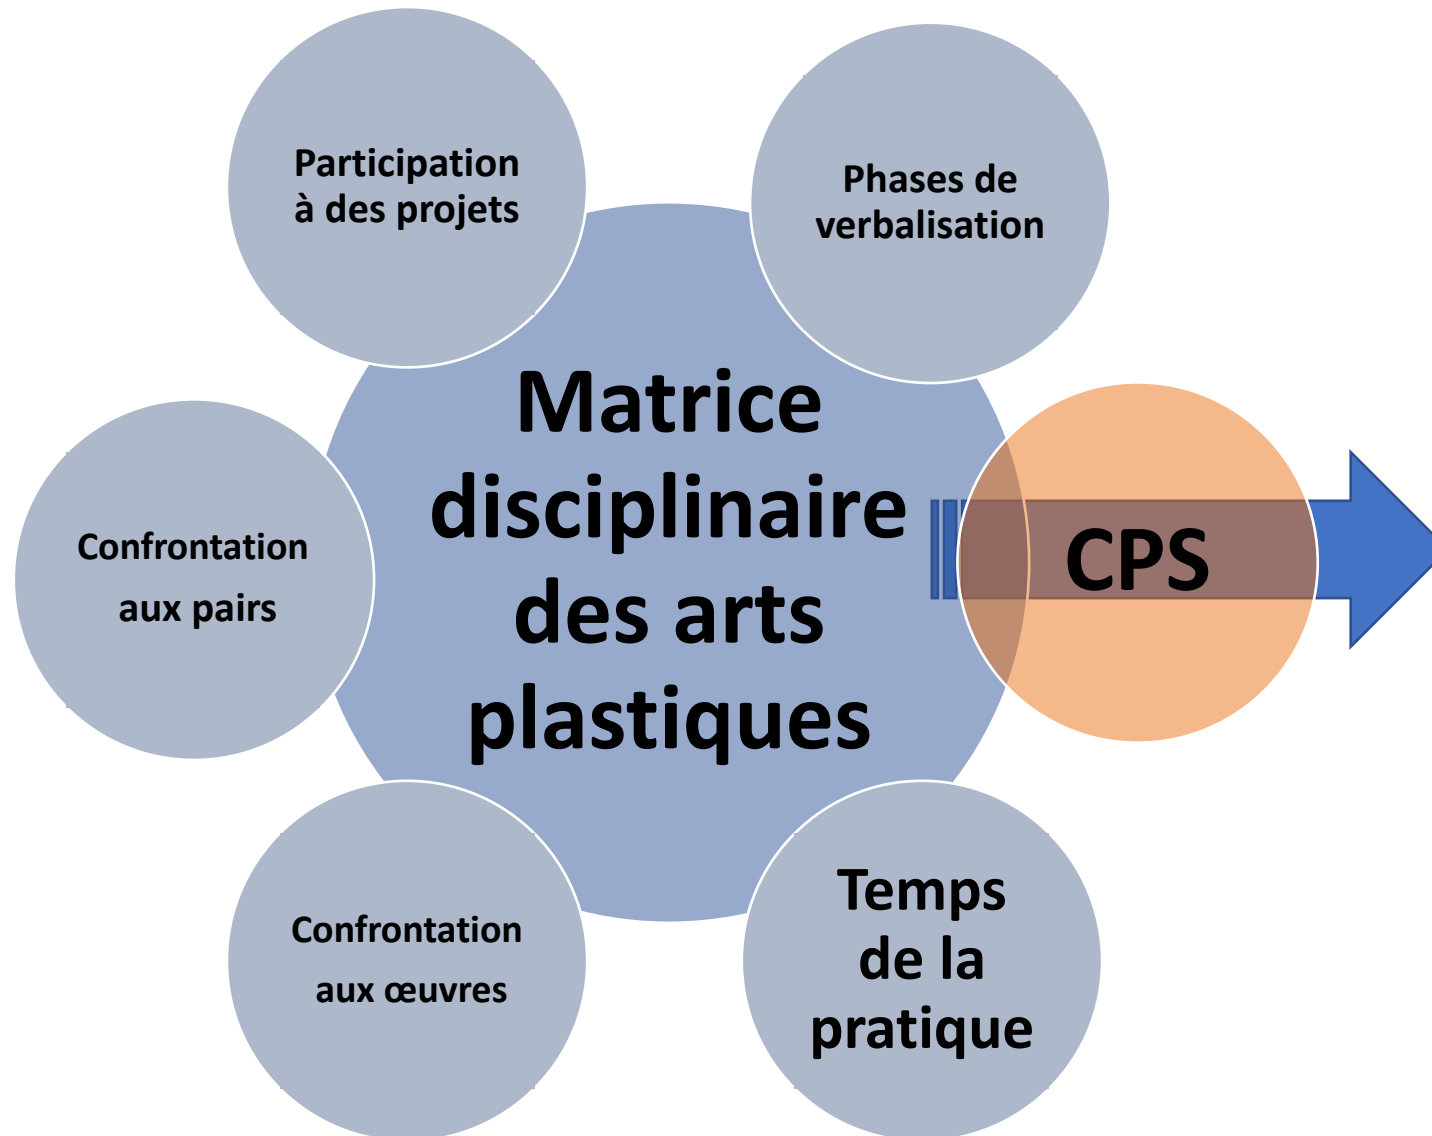 Participation
à des projets
Phases de
verbalisation
Matrice
disciplinaire
des arts
plastiques
Confrontation
aux pairs
CPS
Confrontation
aux œuvres
Temps
de la
pratique